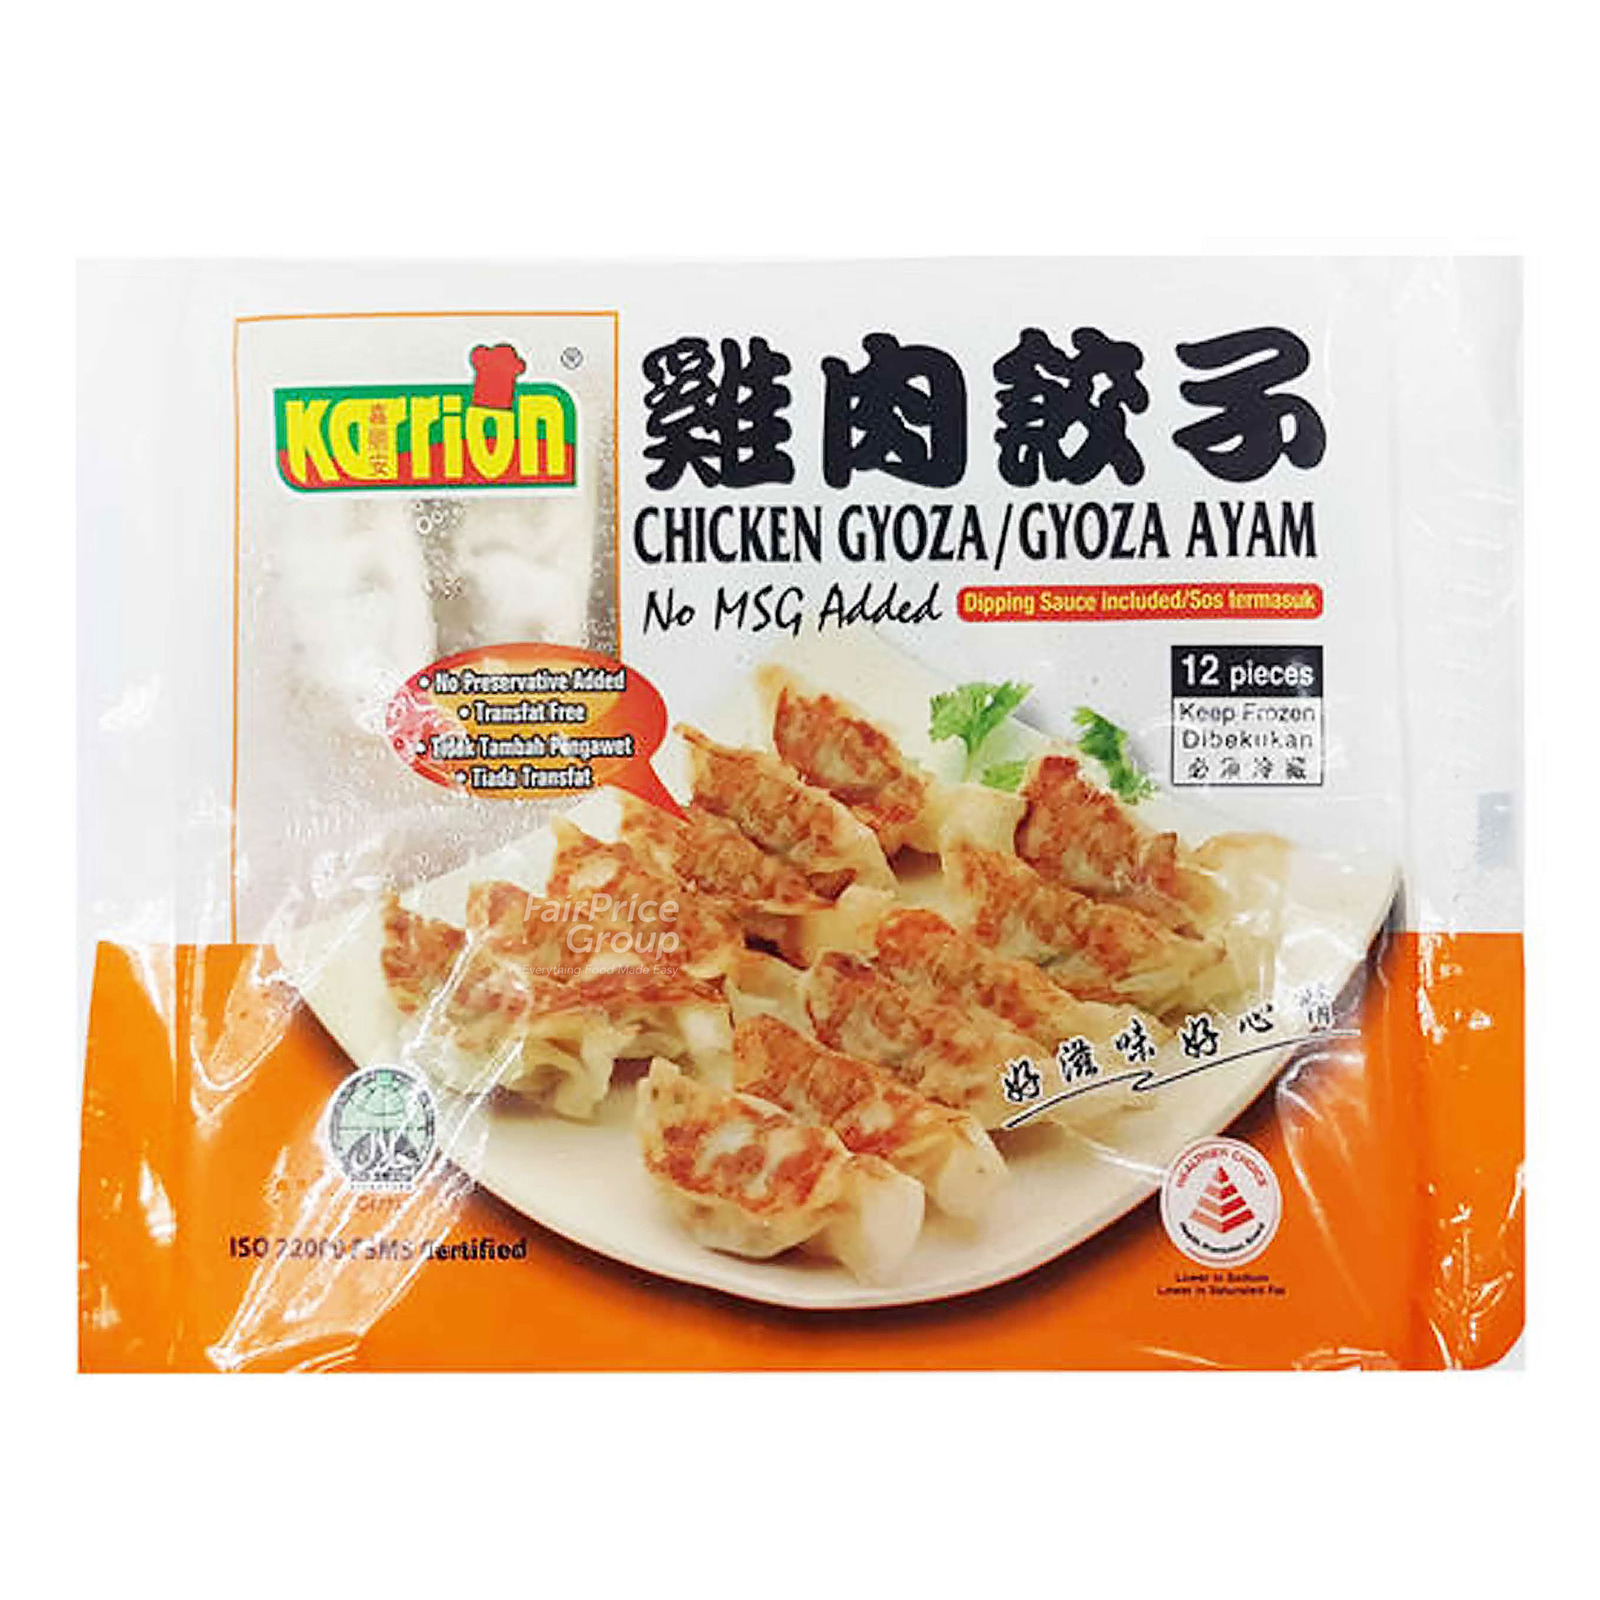 Karrion
雞肉餃子
CHICKEN GYOZA/GYOZA AYAM
No MSG Added
Dipping Sauce included/Sos termasuk
• No Preservative Added
• Transfat Free
• Tidak Tambah Pengawet
• Tiada Transfat
12 pieces
Keep Frozen
Dibekukan
必須冷藏
FairPrice
Group
Everything Food Made Easy
好滋味 好心
ISO 22000 FSMS Certified
HEALTHIER CHOICE
Health Promotion Board
Lower in Sodium
Lower in Saturated Fat